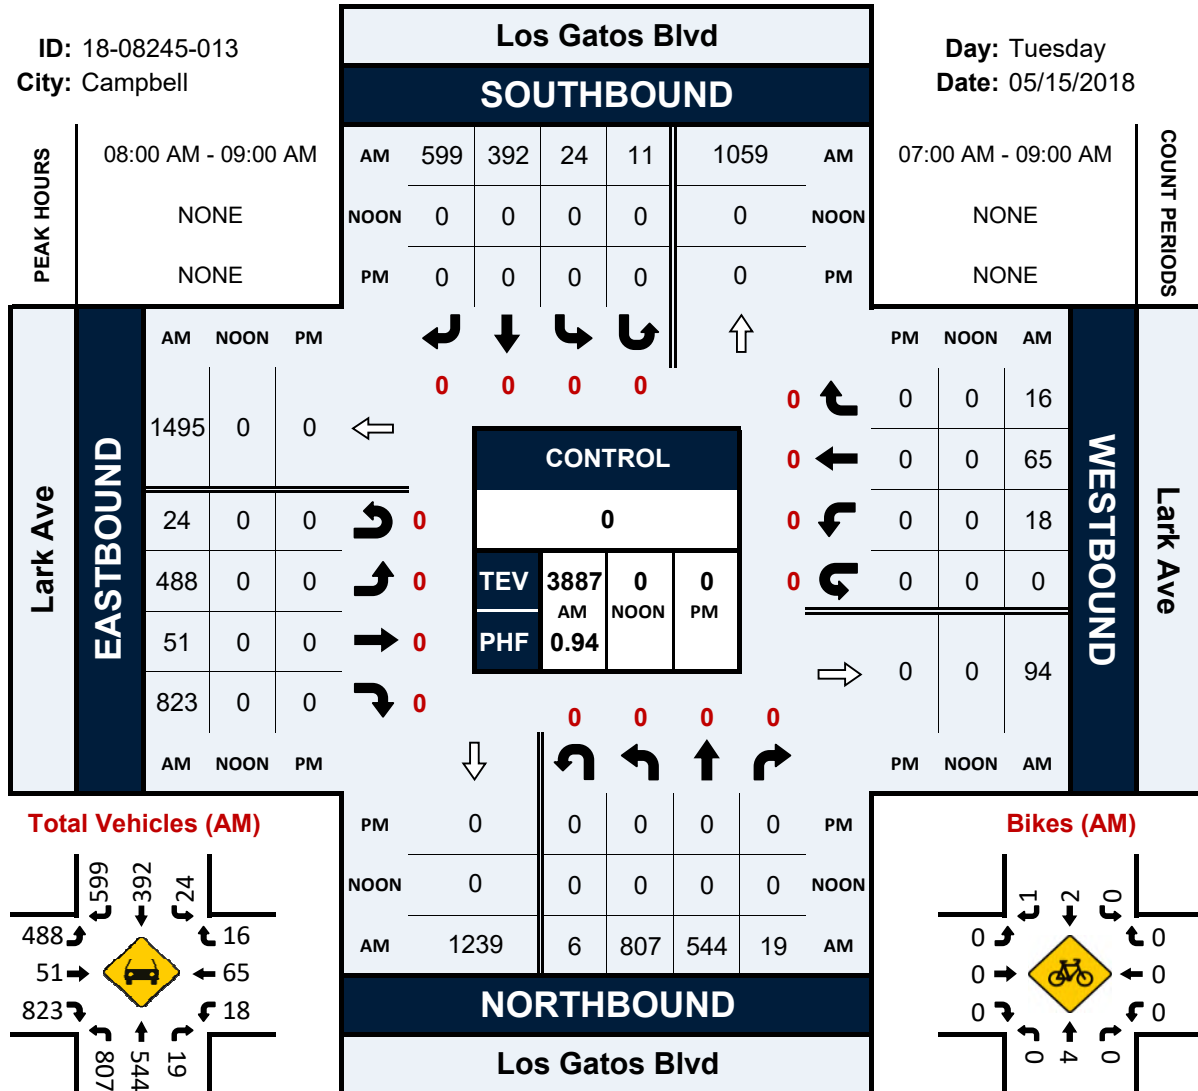 ID: 18-08245-013
City: Campbell
Los Gatos Blvd
SOUTHBOUND
Day: Tuesday
Date: 05/15/2018
PEAK HOURS
08:00 AM - 09:00 AM
NONE
NONE
AM 599 392 24 11 1059 AM
NOON 0 0 0 0 0 NOON
PM 0 0 0 0 0 PM
07:00 AM - 09:00 AM
NONE
NONE
COUNT PERIODS
0 0 0 0
Lark Ave
EASTBOUND
AM NOON PM
1495 0 0
24 0 0 0
488 0 0 0
51 0 0 0
823 0 0 0
AM NOON PM
CONTROL
0
TEV 3887 0 0
AM NOON PM
PHF 0.94
PM NOON AM
0 0 0 16
0 0 0 65
0 0 0 18
0 0 0 0
0 0 94
PM NOON AM
WESTBOUND
Lark Ave
0 0 0 0
PM 0 0 0 0 0 PM
NOON 0 0 0 0 0 NOON
AM 1239 6 807 544 19 AM
NORTHBOUND
Los Gatos Blvd
Total Vehicles (AM)
599 392 24
488 16
51 65
823 18
807 544 19
Bikes (AM)
1 2 0
0 0
0 0
0 0
0 4 0